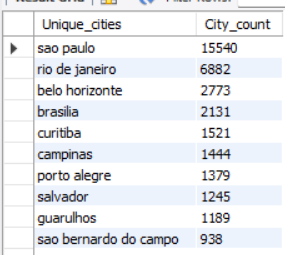 Unique_cities City_count
sao paulo 15540
rio de janeiro 6882
belo horizonte 2773
brasilia 2131
curitiba 1521
campinas 1444
porto alegre 1379
salvador 1245
guarulhos 1189
sao bernardo do campo 938